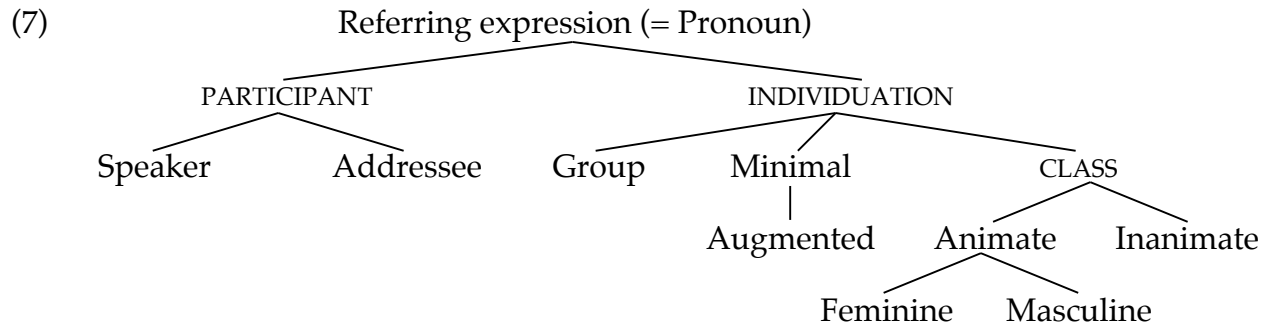 (7) Referring expression (= Pronoun)
PARTICIPANT INDIVIDUATION
Speaker Addressee Group Minimal CLASS
Augmented Animate Inanimate
Feminine Masculine